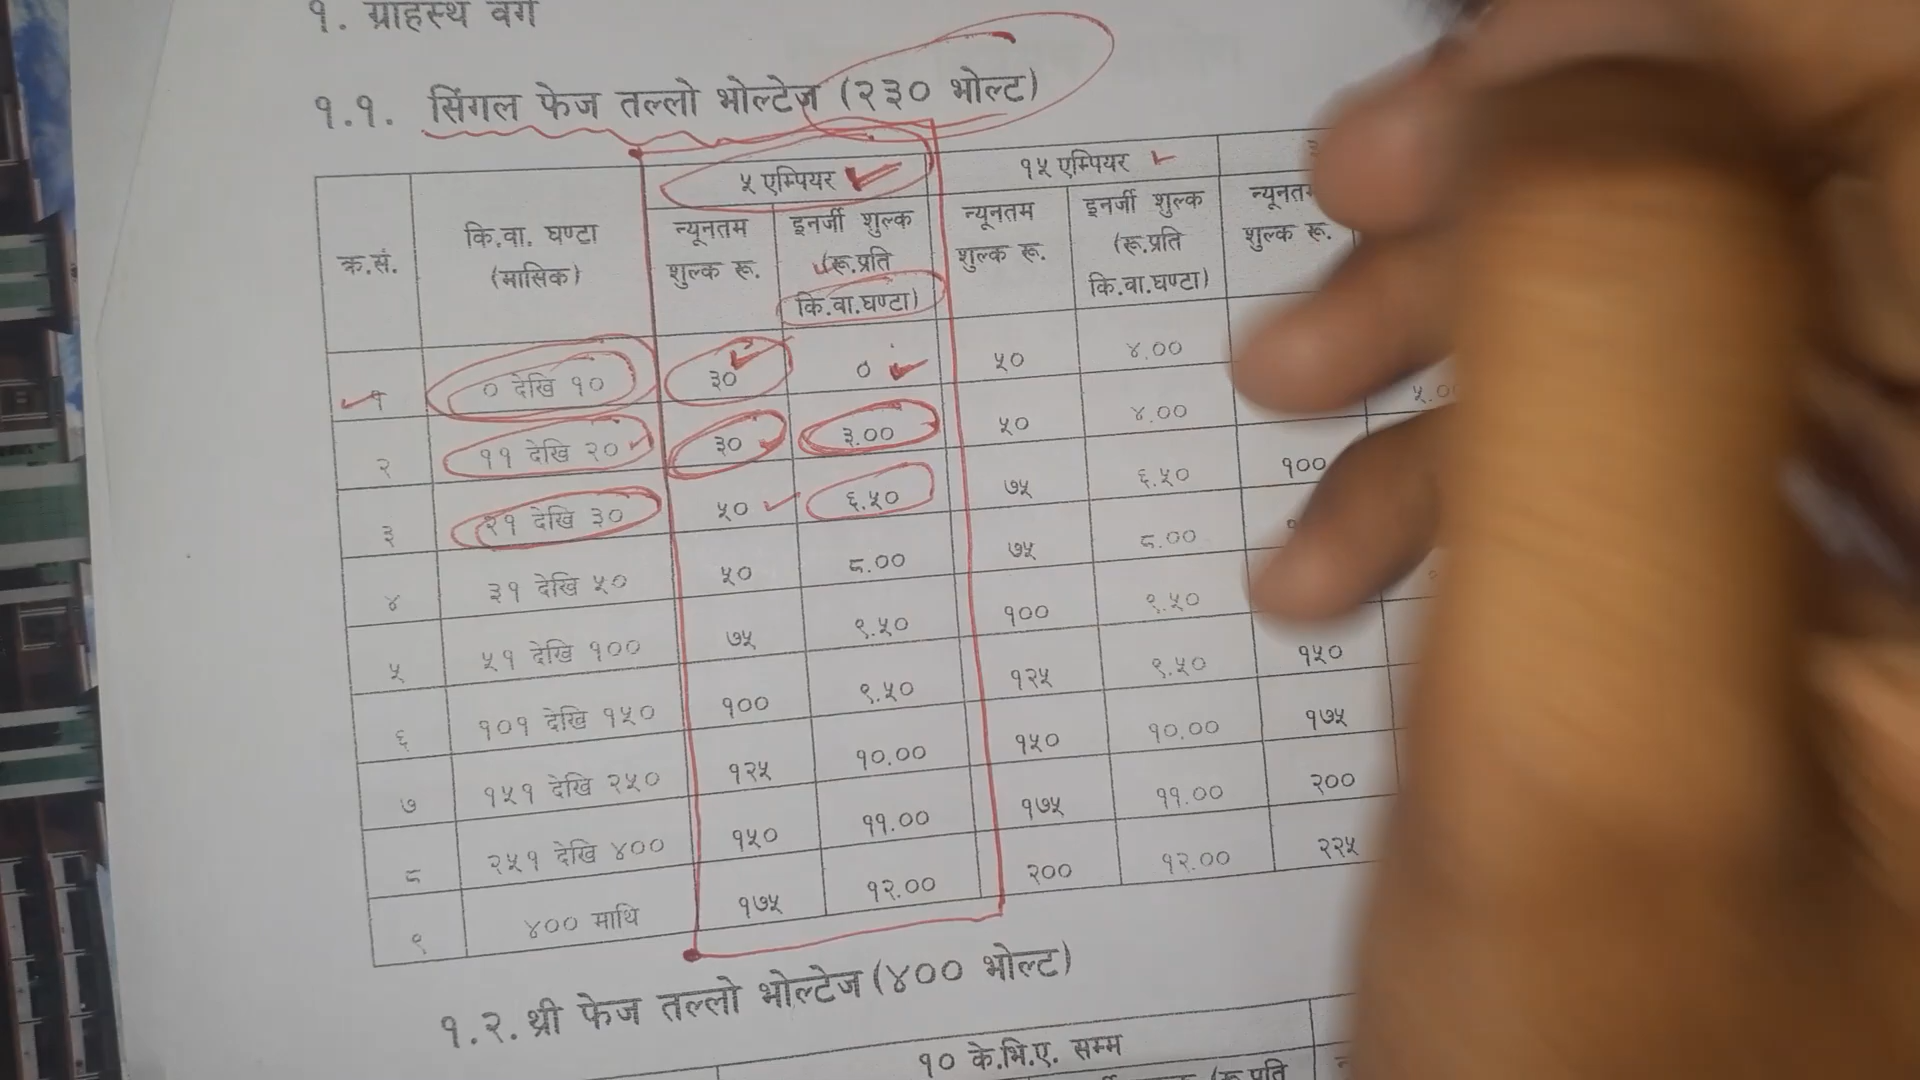 १. ग्राहस्थ वर्ग
१.१. सिंगल फेज तल्लो भोल्टेज (२३० भोल्ट)
क्र.सं. कि.वा. घण्टा (मासिक) ५ एम्पियर १५ एम्पियर
न्यूनतम शुल्क रू. इनर्जी शुल्क (रू.प्रति कि.वा.घण्टा) न्यूनतम शुल्क रू. इनर्जी शुल्क (रू.प्रति कि.वा.घण्टा) शुल्क रू.
१ ० देखि १० ३० ० ५० ४.००
२ ११ देखि २० ३० ३.०० ५० ४.००
३ २१ देखि ३० ५० ६.५० ७५ ६.५० १००
४ ३१ देखि ५० ५० ८.०० ७५ ८.००
५ ५१ देखि १०० ७५ ९.५० १०० ९.५०
६ १०१ देखि १५० १०० ९.५० १२५ ९.५० १५०
७ १५१ देखि २५० १२५ १०.०० १५० १०.०० १७५
८ २५१ देखि ४०० १५० ११.०० १७५ ११.०० २००
९ ४०० माथि १७५ १२.०० २०० १२.०० २२५
१.२. थ्री फेज तल्लो भोल्टेज (४०० भोल्ट)
१० के.भि.ए. सम्म